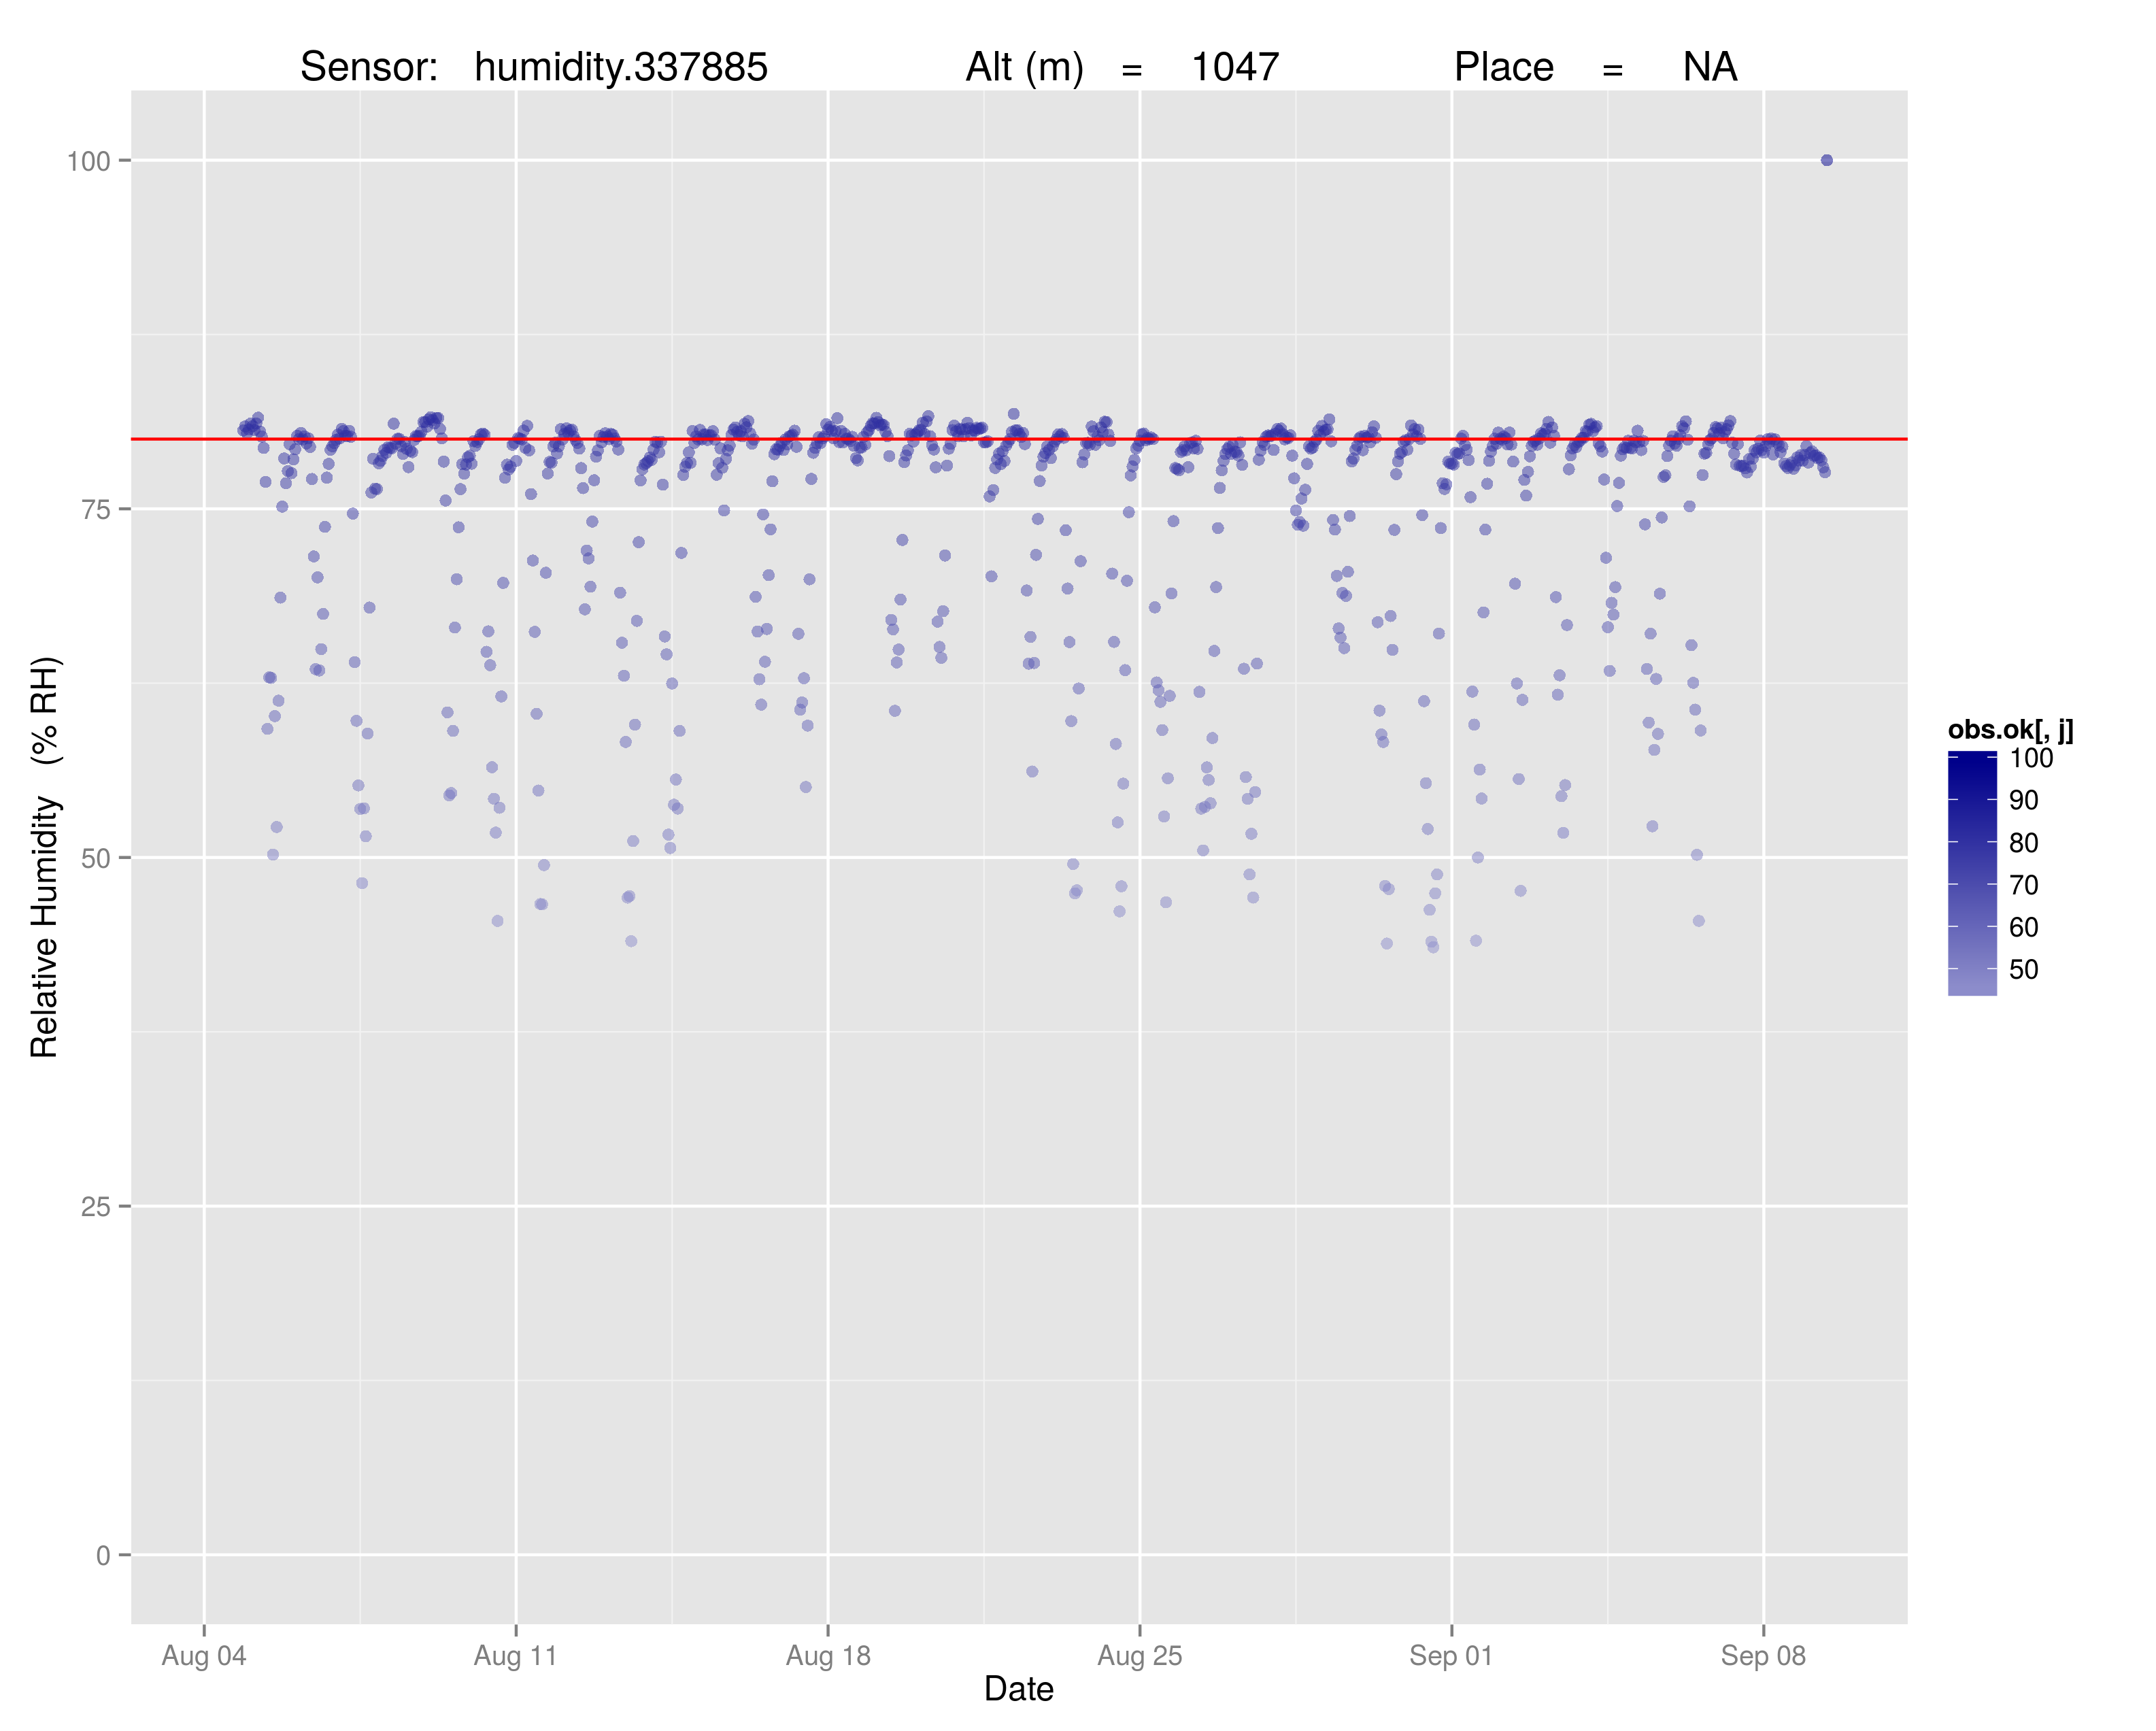 Sensor: humidity.337885 Alt (m) = 1047 Place = NA
100
75
50
25
0
Relative Humidity (% RH)
Aug 04 Aug 11 Aug 18 Aug 25 Sep 01 Sep 08
Date
obs.ok[, j]
100
90
80
70
60
50